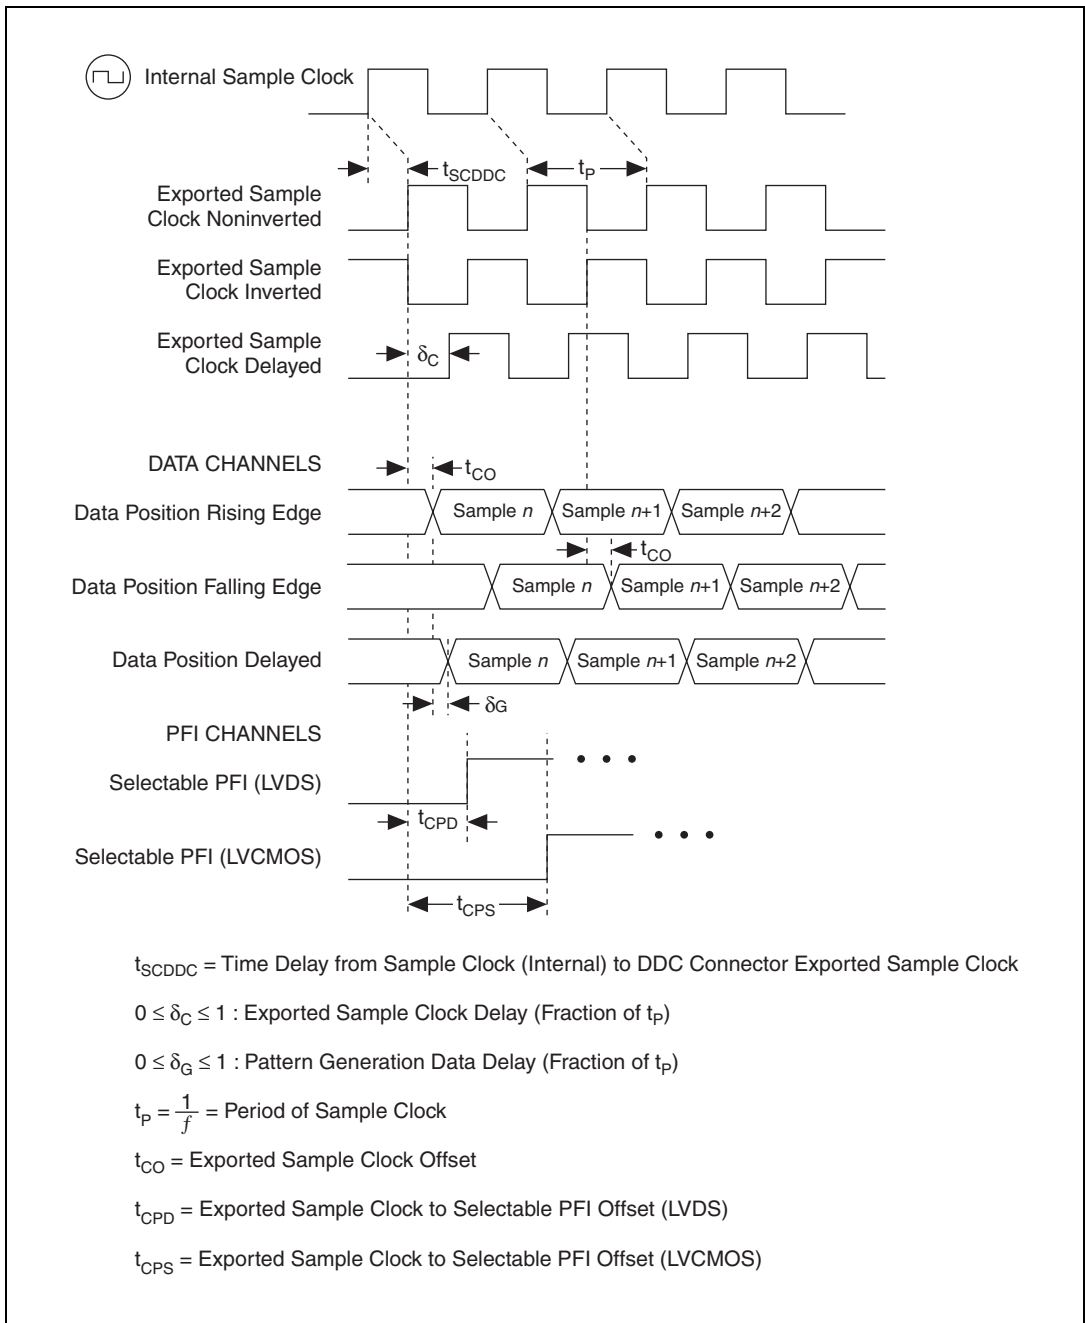 Internal Sample Clock
t_SCDDC
t_P
Exported Sample
Clock Noninverted
Exported Sample
Clock Inverted
Exported Sample
Clock Delayed
δ_C
DATA CHANNELS
t_CO
Data Position Rising Edge
Sample n
Sample n+1
Sample n+2
t_CO
Data Position Falling Edge
Sample n
Sample n+1
Sample n+2
Data Position Delayed
Sample n
Sample n+1
Sample n+2
δG
PFI CHANNELS
Selectable PFI (LVDS)
t_CPD
Selectable PFI (LVCMOS)
t_CPS
t_SCDDC = Time Delay from Sample Clock (Internal) to DDC Connector Exported Sample Clock
0 ≤ δ_C ≤ 1 : Exported Sample Clock Delay (Fraction of t_P)
0 ≤ δ_G ≤ 1 : Pattern Generation Data Delay (Fraction of t_P)
t_P = 1/f = Period of Sample Clock
t_CO = Exported Sample Clock Offset
t_CPD = Exported Sample Clock to Selectable PFI Offset (LVDS)
t_CPS = Exported Sample Clock to Selectable PFI Offset (LVCMOS)